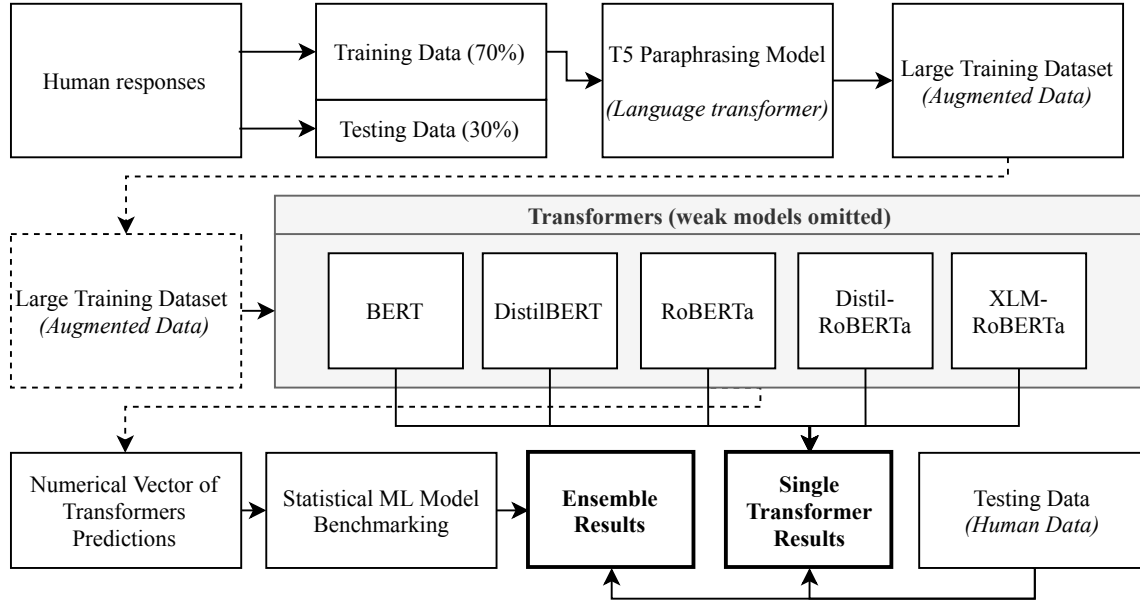 Human responses
Training Data (70%)
Testing Data (30%)
T5 Paraphrasing Model
(Language transformer)
Large Training Dataset
(Augmented Data)
Large Training Dataset
(Augmented Data)
Transformers (weak models omitted)
BERT
DistilBERT
RoBERTa
Distil-
RoBERTa
XLM-
RoBERTa
Numerical Vector of
Transformers
Predictions
Statistical ML Model
Benchmarking
Ensemble
Results
Single
Transformer
Results
Testing Data
(Human Data)